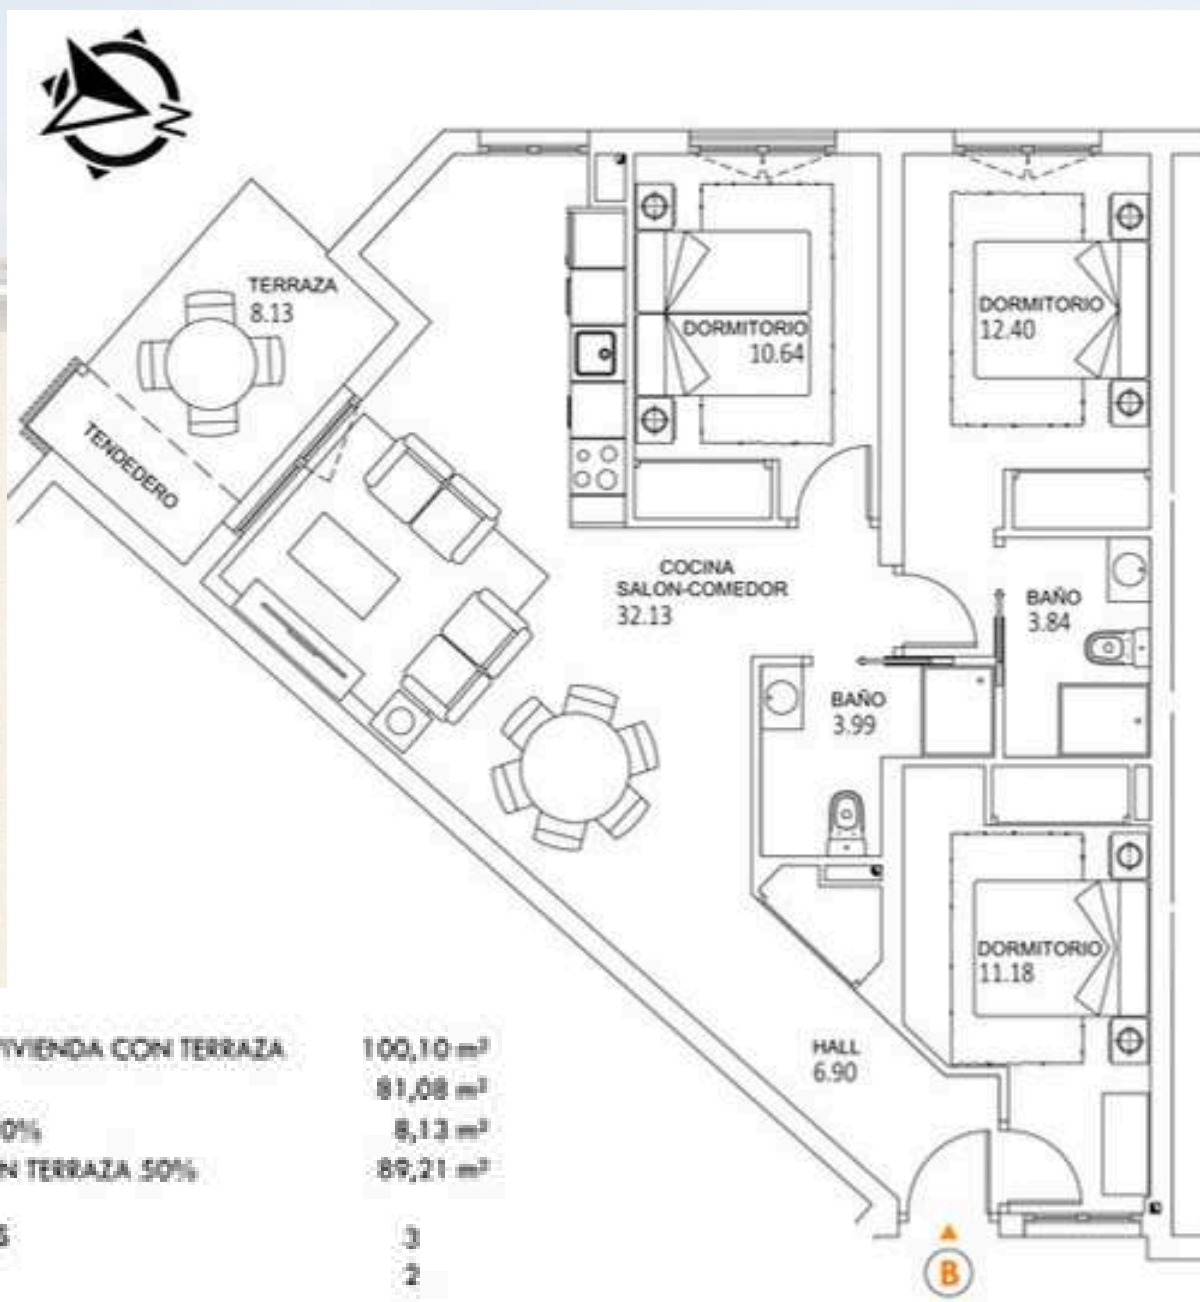 N
TERRAZA
8.13
TENDEDERO
DORMITORIO
10.64
DORMITORIO
12.40
COCINA
SALON-COMEDOR
32.13
BAÑO
3.84
BAÑO
3.99
DORMITORIO
11.18
HALL
6.90
VIVIENDA CON TERRAZA 100,10 m²
81,08 m²
0% 8,13 m²
N TERRAZA 50% 89,21 m²
S 3
2
B